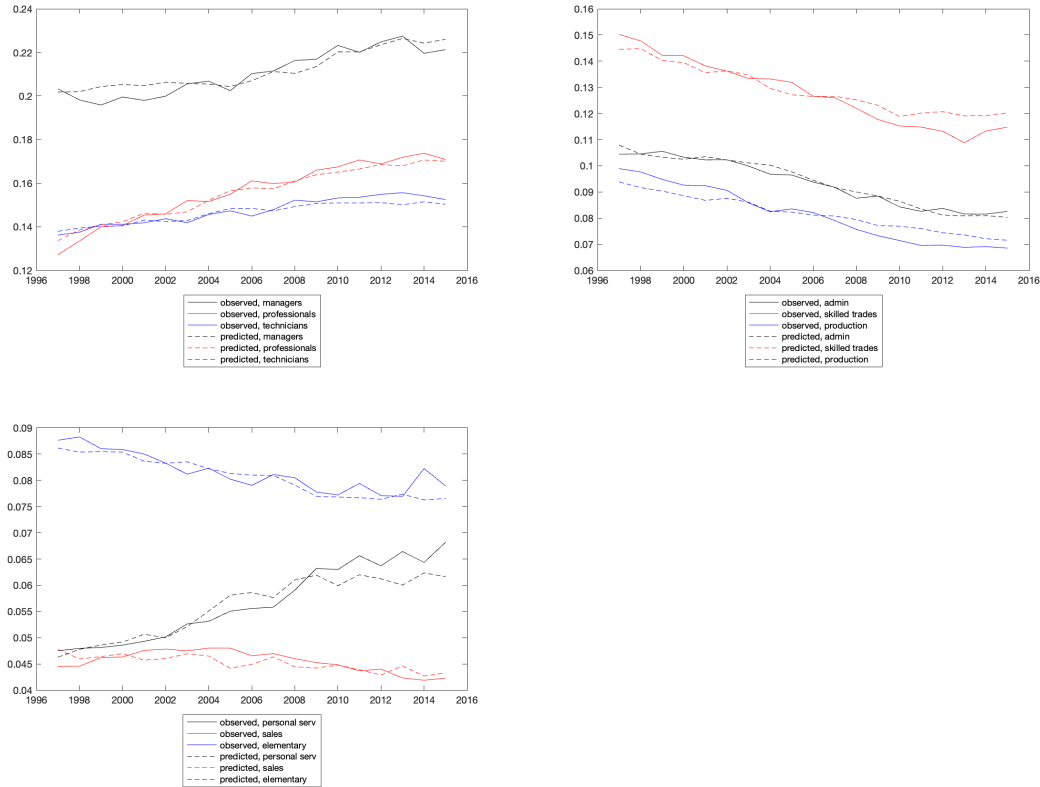 0.24
0.22
0.2
0.18
0.16
0.14
0.12
1996 1998 2000 2002 2004 2006 2008 2010 2012 2014 2016
observed, managers
observed, professionals
observed, technicians
predicted, managers
predicted, professionals
predicted, technicians
0.16
0.15
0.14
0.13
0.12
0.11
0.1
0.09
0.08
0.07
0.06
1996 1998 2000 2002 2004 2006 2008 2010 2012 2014 2016
observed, admin
observed, skilled trades
observed, production
predicted, admin
predicted, skilled trades
predicted, production
0.09
0.085
0.08
0.075
0.07
0.065
0.06
0.055
0.05
0.045
0.04
1996 1998 2000 2002 2004 2006 2008 2010 2012 2014 2016
observed, personal serv
observed, sales
observed, elementary
predicted, personal serv
predicted, sales
predicted, elementary